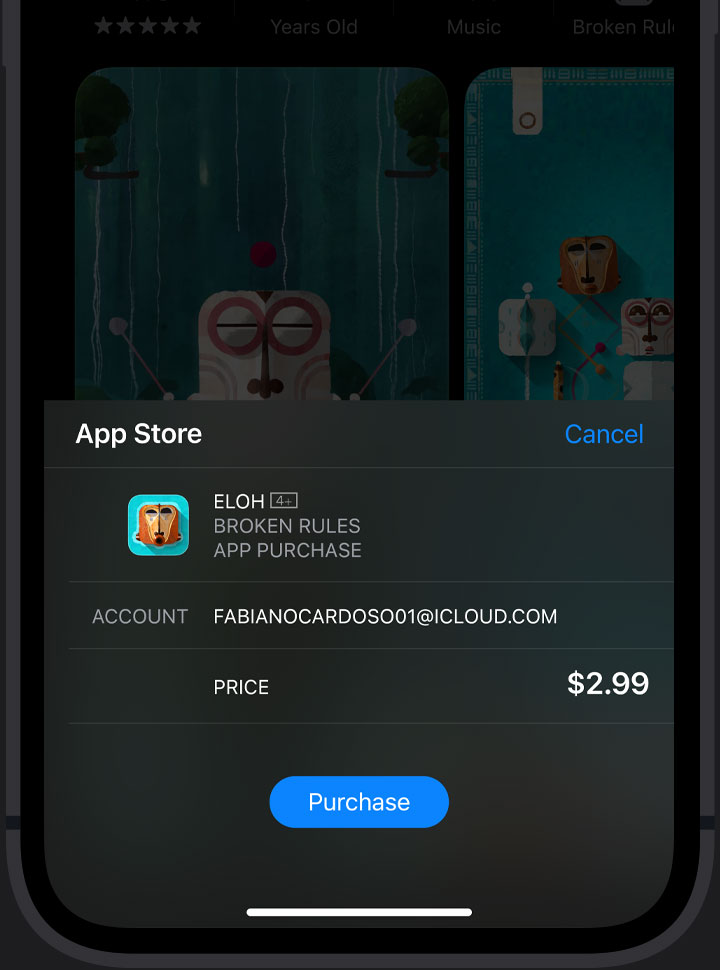 ★★★★★ Years Old Music Broken Rul
App Store Cancel
ELOH 4+
BROKEN RULES
APP PURCHASE
ACCOUNT FABIANOCARDOSO01@ICLOUD.COM
PRICE $2.99
Purchase